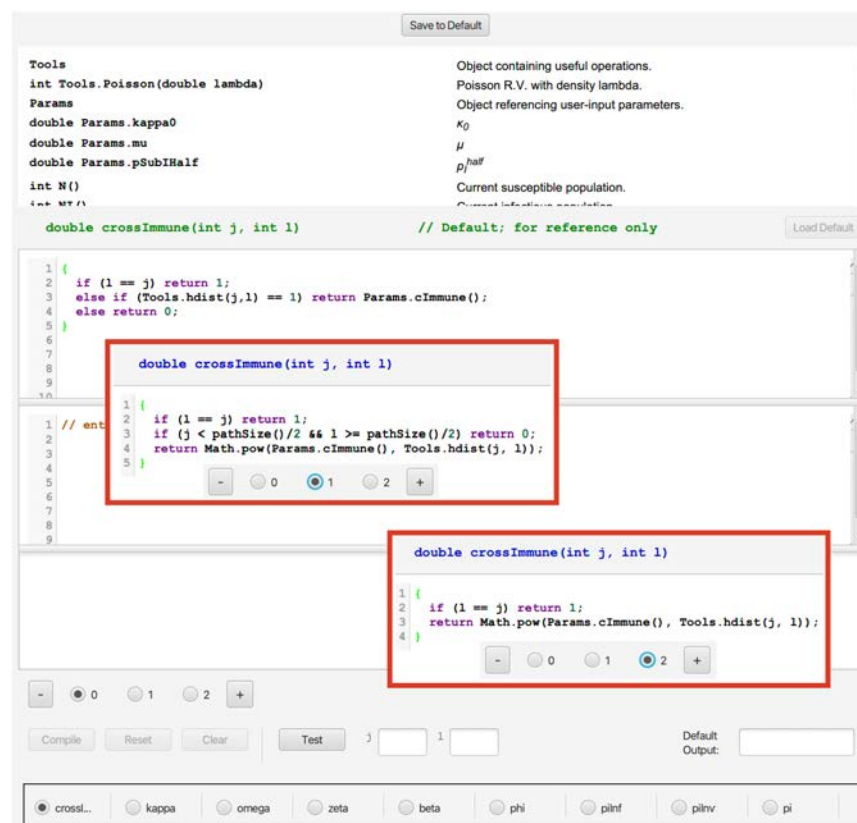 Save to Default
Tools Object containing useful operations.
int Tools.Poisson(double lambda) Poisson R.V. with density lambda.
Params Object referencing user-input parameters.
double Params.kappa0 κ0
double Params.mu μ
double Params.pSubIHalf pihalf
int N() Current susceptible population.
int NI() Current infectious population.
double crossImmune(int j, int l) // Default; for reference only Load Default
1 {
2 if (l == j) return 1;
3 else if (Tools.hdist(j,l) == 1) return Params.cImmune();
4 else return 0;
5 }
6
7
8
9
10
double crossImmune(int j, int l)
1 {
2 if (l == j) return 1;
3 if (j < pathSize()/2 && l >= pathSize()/2) return 0;
4 return Math.pow(Params.cImmune(), Tools.hdist(j, l));
5 }
- 0 1 2 +
1 // ent
2
3
4
5
6
7
8
9
double crossImmune(int j, int l)
1 {
2 if (l == j) return 1;
3 return Math.pow(Params.cImmune(), Tools.hdist(j, l));
4 }
- 0 1 2 +
- 0 1 2 +
Compile Reset Clear Test j l Default
Output:
crossI... kappa omega zeta beta phi piInf piInv pi